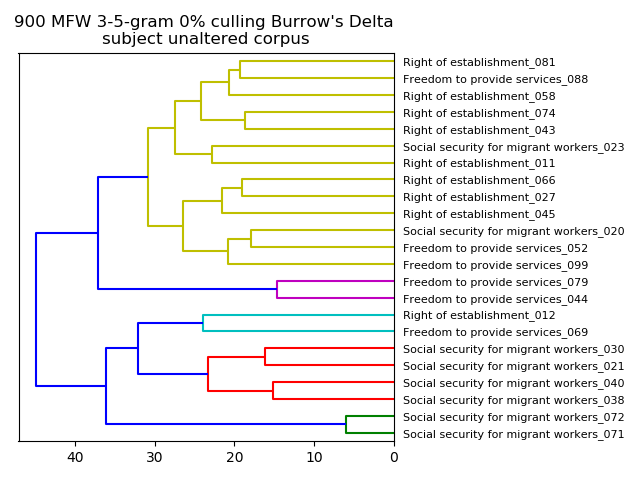 900 MFW 3-5-gram 0% culling Burrow's Delta
subject unaltered corpus
Right of establishment_081
Freedom to provide services_088
Right of establishment_058
Right of establishment_074
Right of establishment_043
Social security for migrant workers_023
Right of establishment_011
Right of establishment_066
Right of establishment_027
Right of establishment_045
Social security for migrant workers_020
Freedom to provide services_052
Freedom to provide services_099
Freedom to provide services_079
Freedom to provide services_044
Right of establishment_012
Freedom to provide services_069
Social security for migrant workers_030
Social security for migrant workers_021
Social security for migrant workers_040
Social security for migrant workers_038
Social security for migrant workers_072
Social security for migrant workers_071
40 30 20 10 0